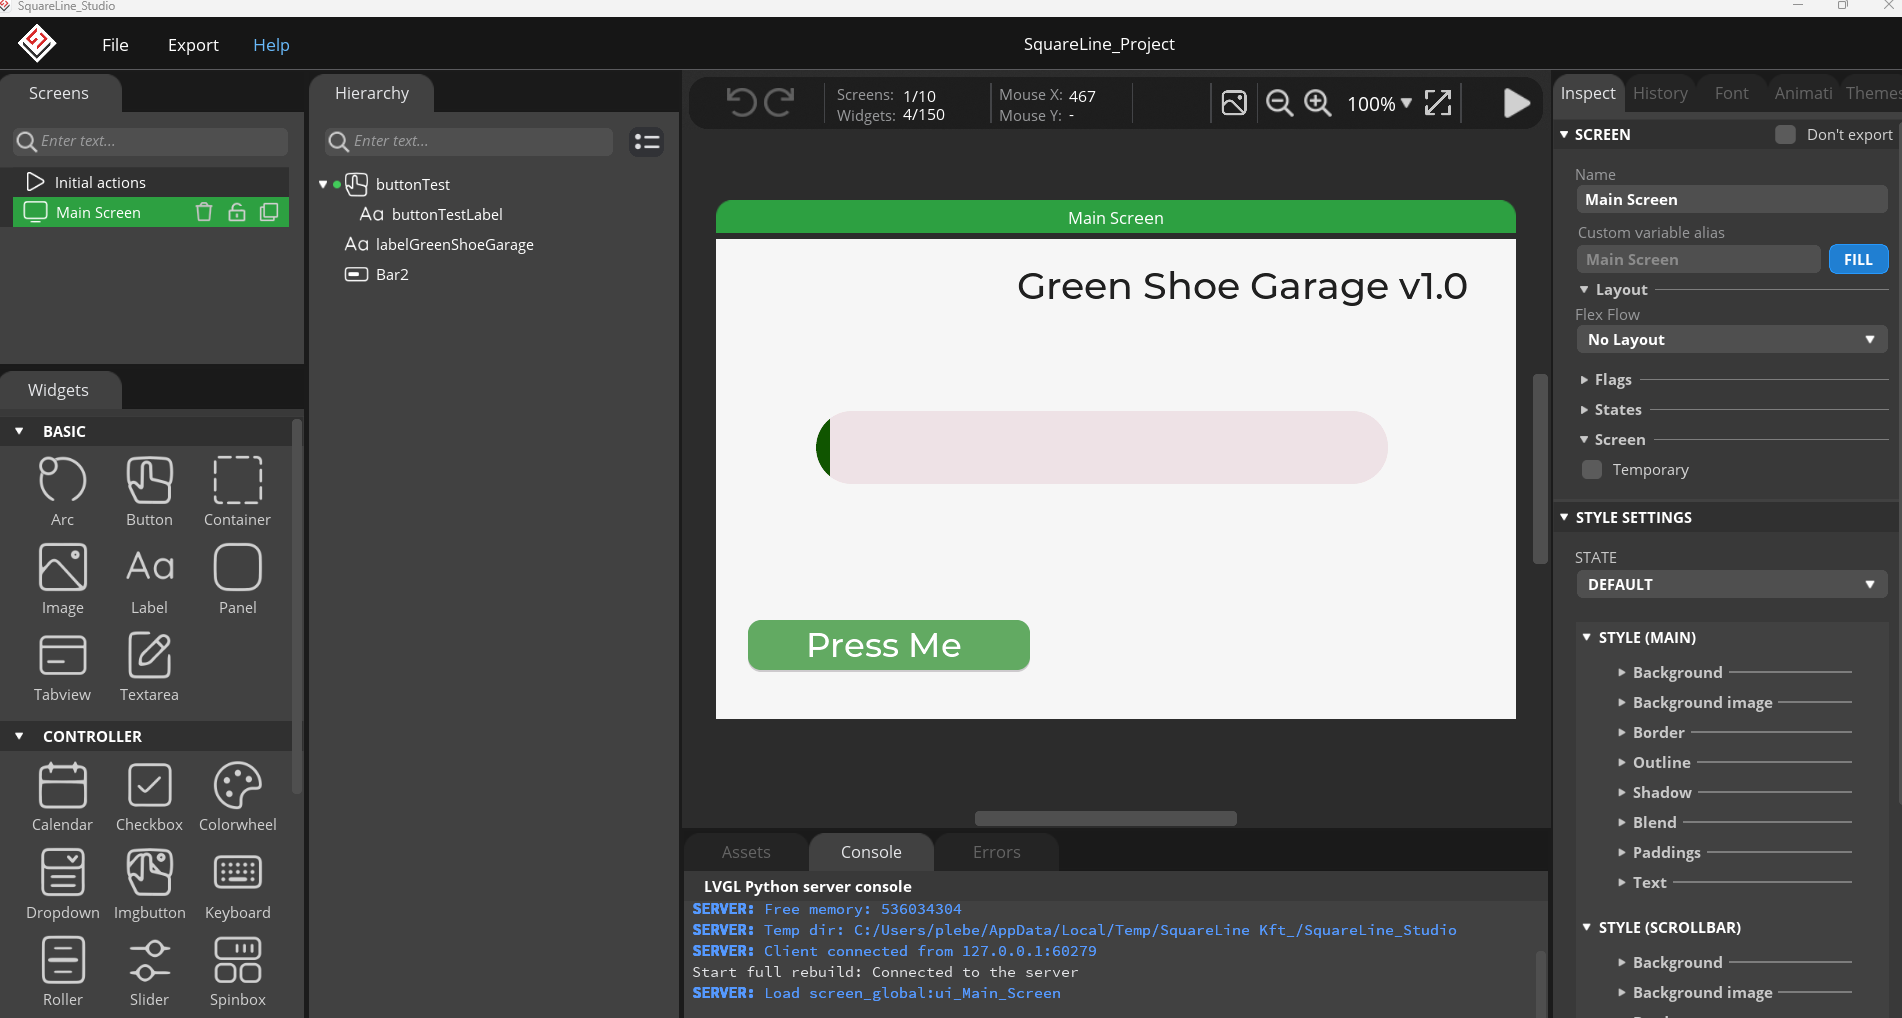 SquareLine_Studio
File Export Help
SquareLine_Project
Screens
Enter text...
Initial actions
Main Screen
Widgets
BASIC
Arc Button Container
Image Label Panel
Tabview Textarea
CONTROLLER
Calendar Checkbox Colorwheel
Dropdown Imgbutton Keyboard
Roller Slider Spinbox
Hierarchy
Enter text...
buttonTest
buttonTestLabel
labelGreenShoeGarage
Bar2
Screens: 1/10
Widgets: 4/150
Mouse X: 467
Mouse Y: -
100%
Main Screen
Green Shoe Garage v1.0
Press Me
Assets Console Errors
LVGL Python server console
SERVER: Free memory: 536034304
SERVER: Temp dir: C:/Users/plebe/AppData/Local/Temp/SquareLine Kft_/SquareLine_Studio
SERVER: Client connected from 127.0.0.1:60279
Start full rebuild: Connected to the server
SERVER: Load screen_global:ui_Main_Screen
Inspect History Font Animati Themes
SCREEN Don't export
Name
Main Screen
Custom variable alias
Main Screen FILL
Layout
Flex Flow
No Layout
Flags
States
Screen
Temporary
STYLE SETTINGS
STATE
DEFAULT
STYLE (MAIN)
Background
Background image
Border
Outline
Shadow
Blend
Paddings
Text
STYLE (SCROLLBAR)
Background
Background image